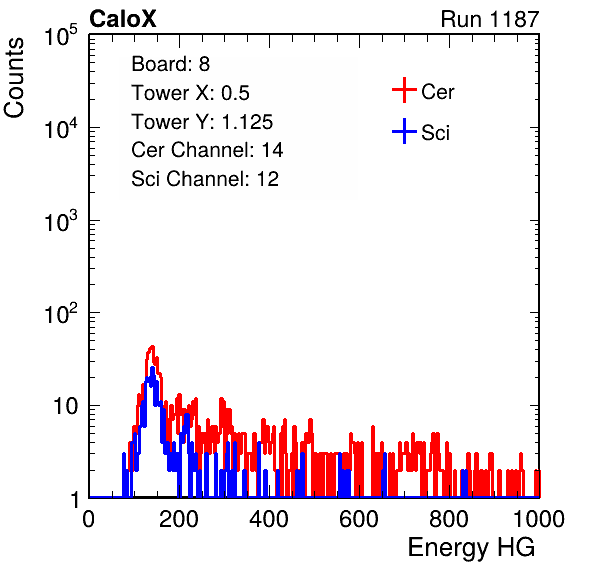 CaloX Run 1187
Counts
10^5
10^4
10^3
10^2
10
1
Board: 8
Tower X: 0.5
Tower Y: 1.125
Cer Channel: 14
Sci Channel: 12
Cer
Sci
0 200 400 600 800 1000
Energy HG